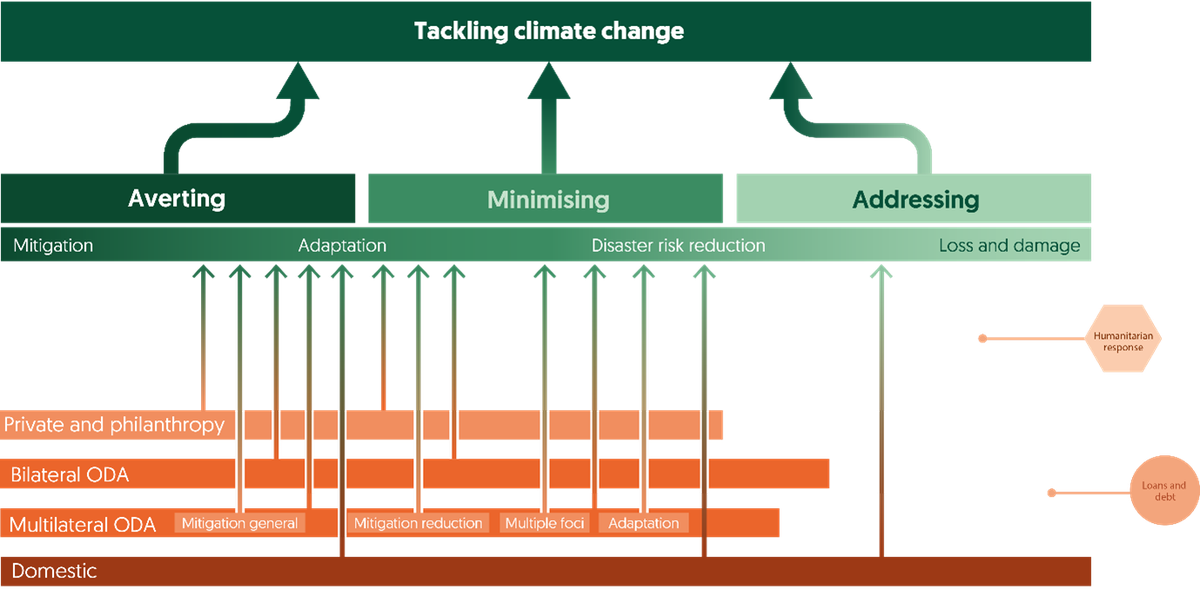 Tackling climate change
Averting
Minimising
Addressing
Mitigation
Adaptation
Disaster risk reduction
Loss and damage
Humanitarian
response
Private and philanthropy
Bilateral ODA
Loans and
debt
Multilateral ODA
Mitigation general
Mitigation reduction
Multiple foci
Adaptation
Domestic